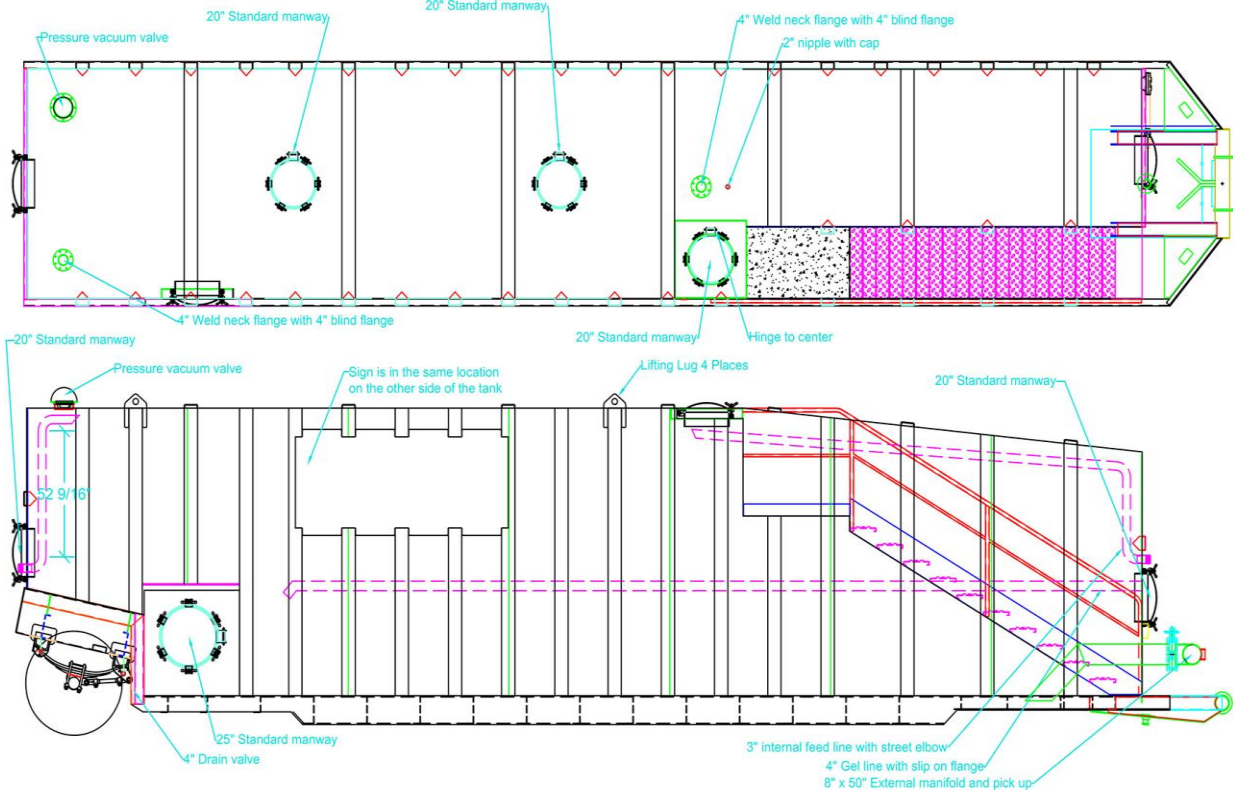 20" Standard manway
20" Standard manway
4" Weld neck flange with 4" blind flange
Pressure vacuum valve
2" nipple with cap
4" Weld neck flange with 4" blind flange
20" Standard manway
Hinge to center
20" Standard manway
Pressure vacuum valve
Sign is in the same location
on the other side of the tank
Lifting Lug 4 Places
20" Standard manway
52 9/16"
25" Standard manway
4" Drain valve
3" internal feed line with street elbow
4" Gel line with slip on flange
8" x 50" External manifold and pick up